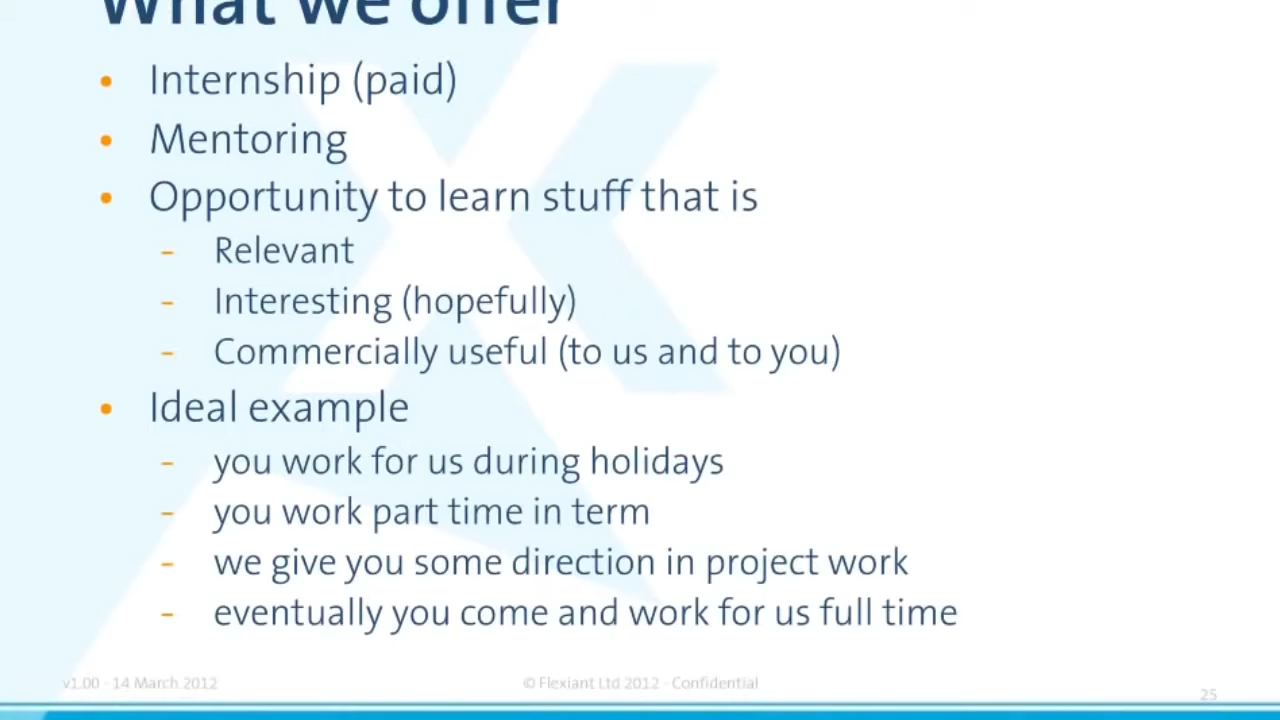 What we offer
• Internship (paid)
• Mentoring
• Opportunity to learn stuff that is
- Relevant
- Interesting (hopefully)
- Commercially useful (to us and to you)
• Ideal example
- you work for us during holidays
- you work part time in term
- we give you some direction in project work
- eventually you come and work for us full time
v1.00 - 14 March 2012
© Flexiant Ltd 2012 - Confidential
25